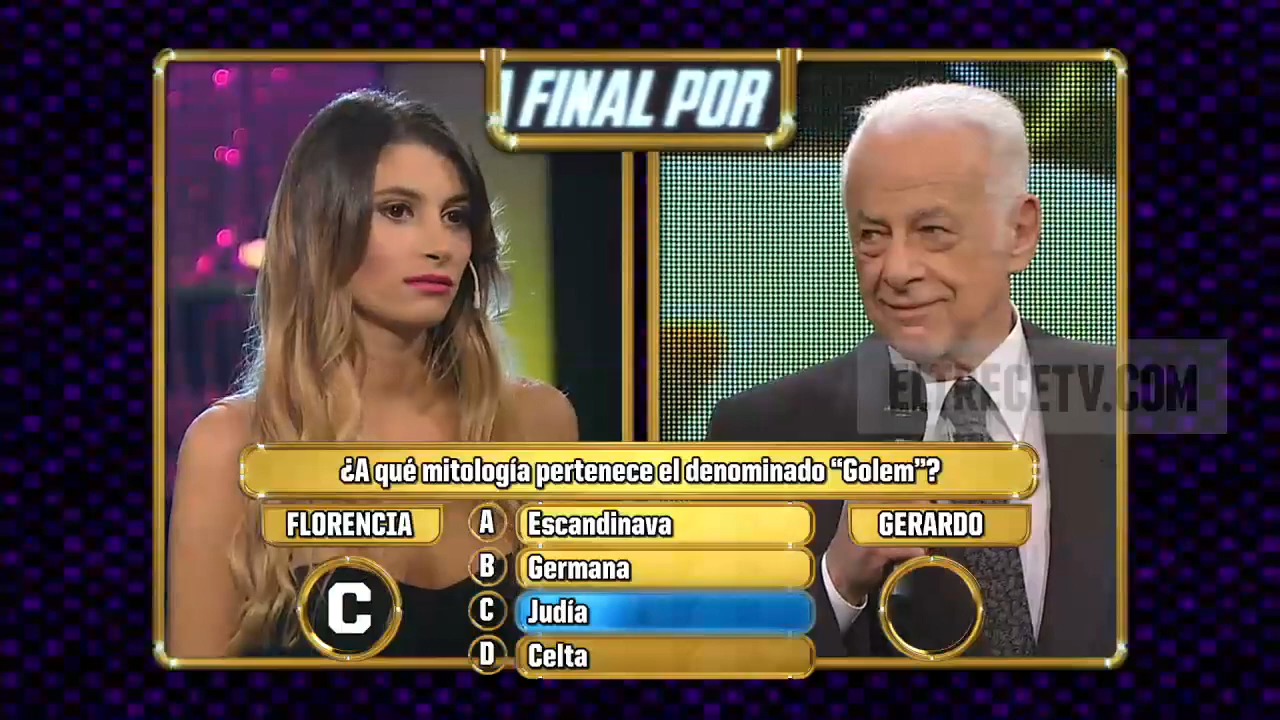 FINAL POR
ELTRECETV.COM
¿A qué mitología pertenece el denominado “Golem”?
FLORENCIA
GERARDO
A Escandinava
B Germana
C Judía
D Celta
C